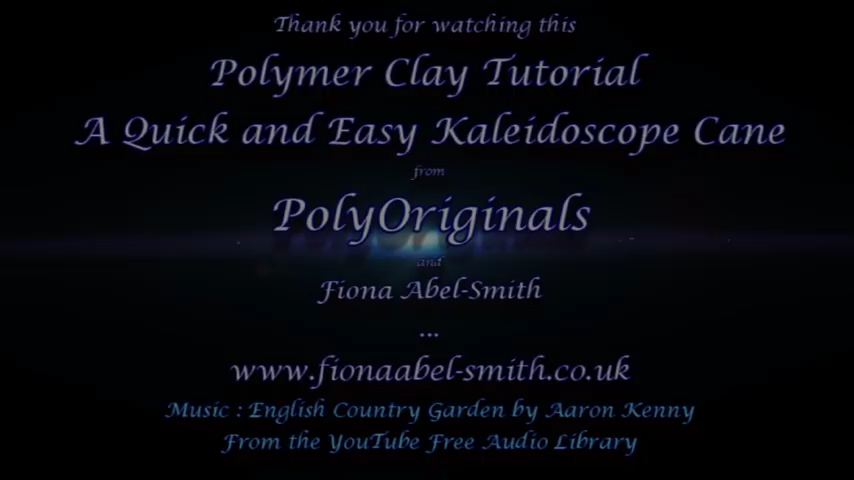 Thank you for watching this
Polymer Clay Tutorial
A Quick and Easy Kaleidoscope Cane
from
PolyOriginals
and
Fiona Abel-Smith
...
www.fionaabel-smith.co.uk
Music : English Country Garden by Aaron Kenny
From the YouTube Free Audio Library